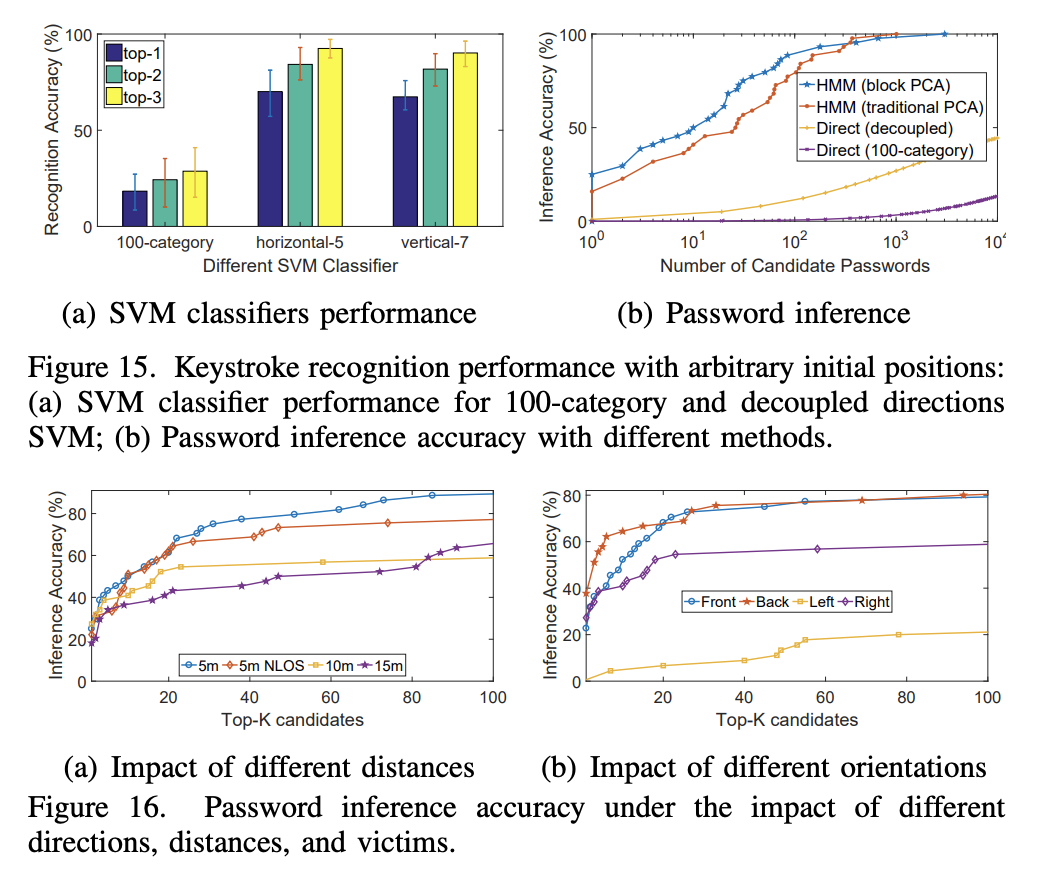 Recognition Accuracy (%)
100
50
0
top-1
top-2
top-3
100-category
horizontal-5
vertical-7
Different SVM Classifier
(a) SVM classifiers performance
Inference Accuracy (%)
100
50
0
HMM (block PCA)
HMM (traditional PCA)
Direct (decoupled)
Direct (100-category)
10^0
10^1
10^2
10^3
10^4
Number of Candidate Passwords
(b) Password inference
Figure 15. Keystroke recognition performance with arbitrary initial positions:
(a) SVM classifier performance for 100-category and decoupled directions
SVM; (b) Password inference accuracy with different methods.
Inference Accuracy (%)
80
60
40
20
0
5m
5m NLOS
10m
15m
20
40
60
80
100
Top-K candidates
(a) Impact of different distances
Inference Accuracy (%)
80
60
40
20
0
Front
Back
Left
Right
20
40
60
80
100
Top-K candidates
(b) Impact of different orientations
Figure 16. Password inference accuracy under the impact of different
directions, distances, and victims.